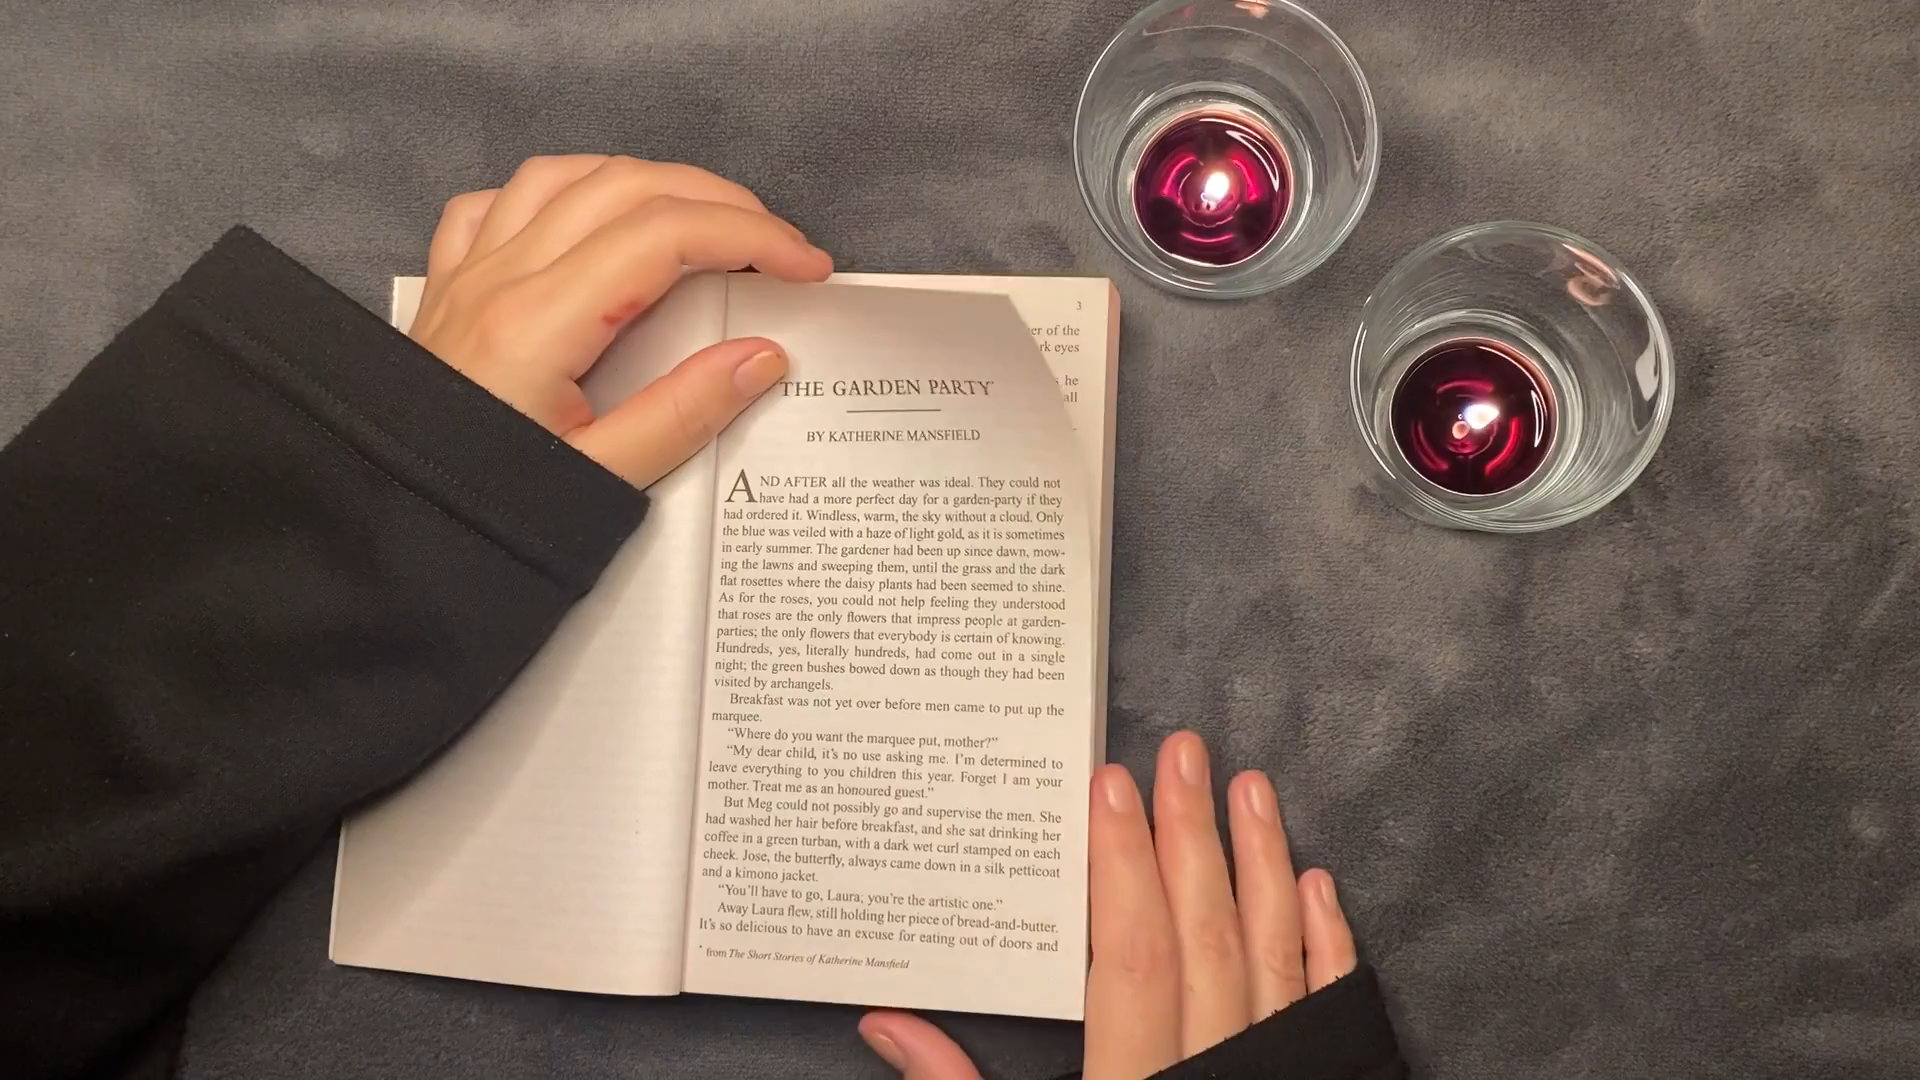 3
er of the
rk eyes
he
all
THE GARDEN PARTY*
BY KATHERINE MANSFIELD
AND AFTER all the weather was ideal. They could not
have had a more perfect day for a garden-party if they
had ordered it. Windless, warm, the sky without a cloud. Only
the blue was veiled with a haze of light gold, as it is sometimes
in early summer. The gardener had been up since dawn, mow-
ing the lawns and sweeping them, until the grass and the dark
flat rosettes where the daisy plants had been seemed to shine.
As for the roses, you could not help feeling they understood
that roses are the only flowers that impress people at garden-
parties; the only flowers that everybody is certain of knowing.
Hundreds, yes, literally hundreds, had come out in a single
night; the green bushes bowed down as though they had been
visited by archangels.
Breakfast was not yet over before men came to put up the
marquee.
“Where do you want the marquee put, mother?”
“My dear child, it’s no use asking me. I’m determined to
leave everything to you children this year. Forget I am your
mother. Treat me as an honoured guest.”
But Meg could not possibly go and supervise the men. She
had washed her hair before breakfast, and she sat drinking her
coffee in a green turban, with a dark wet curl stamped on each
cheek. Jose, the butterfly, always came down in a silk petticoat
and a kimono jacket.
“You’ll have to go, Laura; you’re the artistic one.”
Away Laura flew, still holding her piece of bread-and-butter.
It’s so delicious to have an excuse for eating out of doors and
* from The Short Stories of Katherine Mansfield